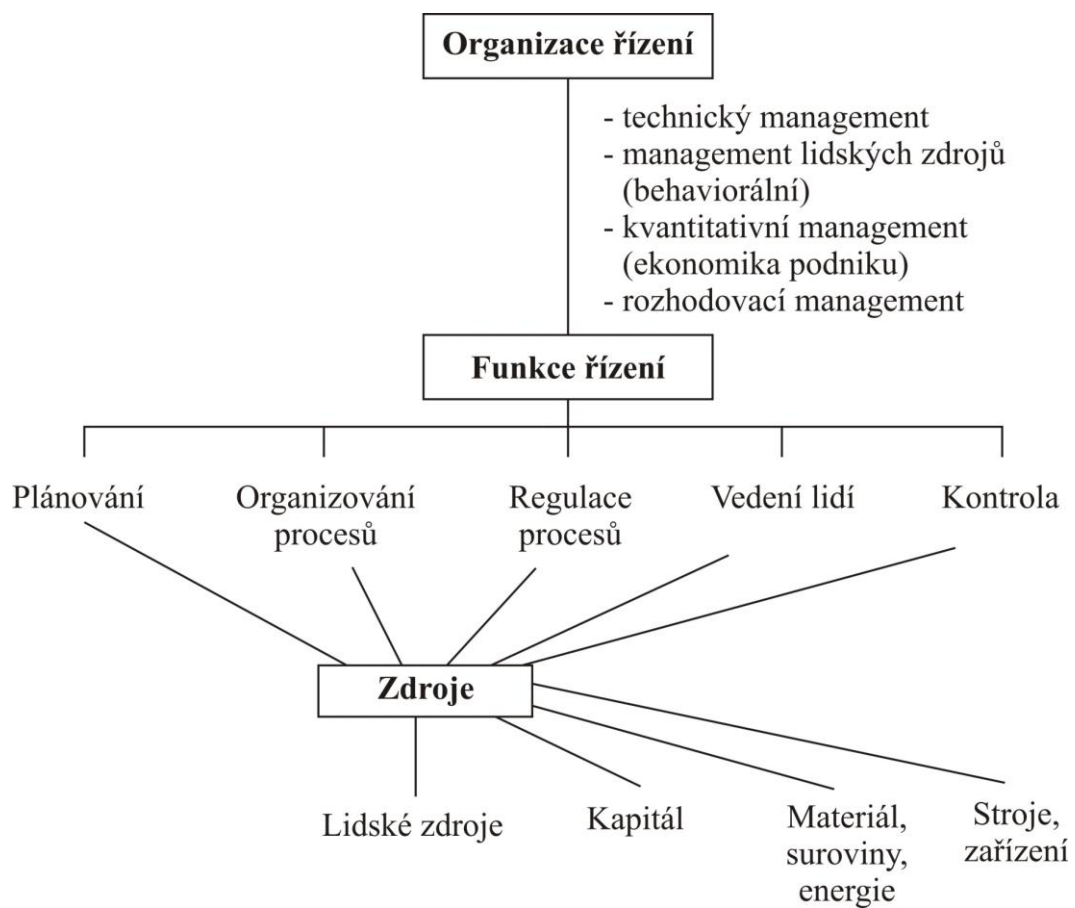 Organizace řízení
- technický management
- management lidských zdrojů
(behaviorální)
- kvantitativní management
(ekonomika podniku)
- rozhodovací management
Funkce řízení
Plánování
Organizování
procesů
Regulace
procesů
Vedení lidí
Kontrola
Zdroje
Lidské zdroje
Kapitál
Materiál,
suroviny,
energie
Stroje,
zařízení